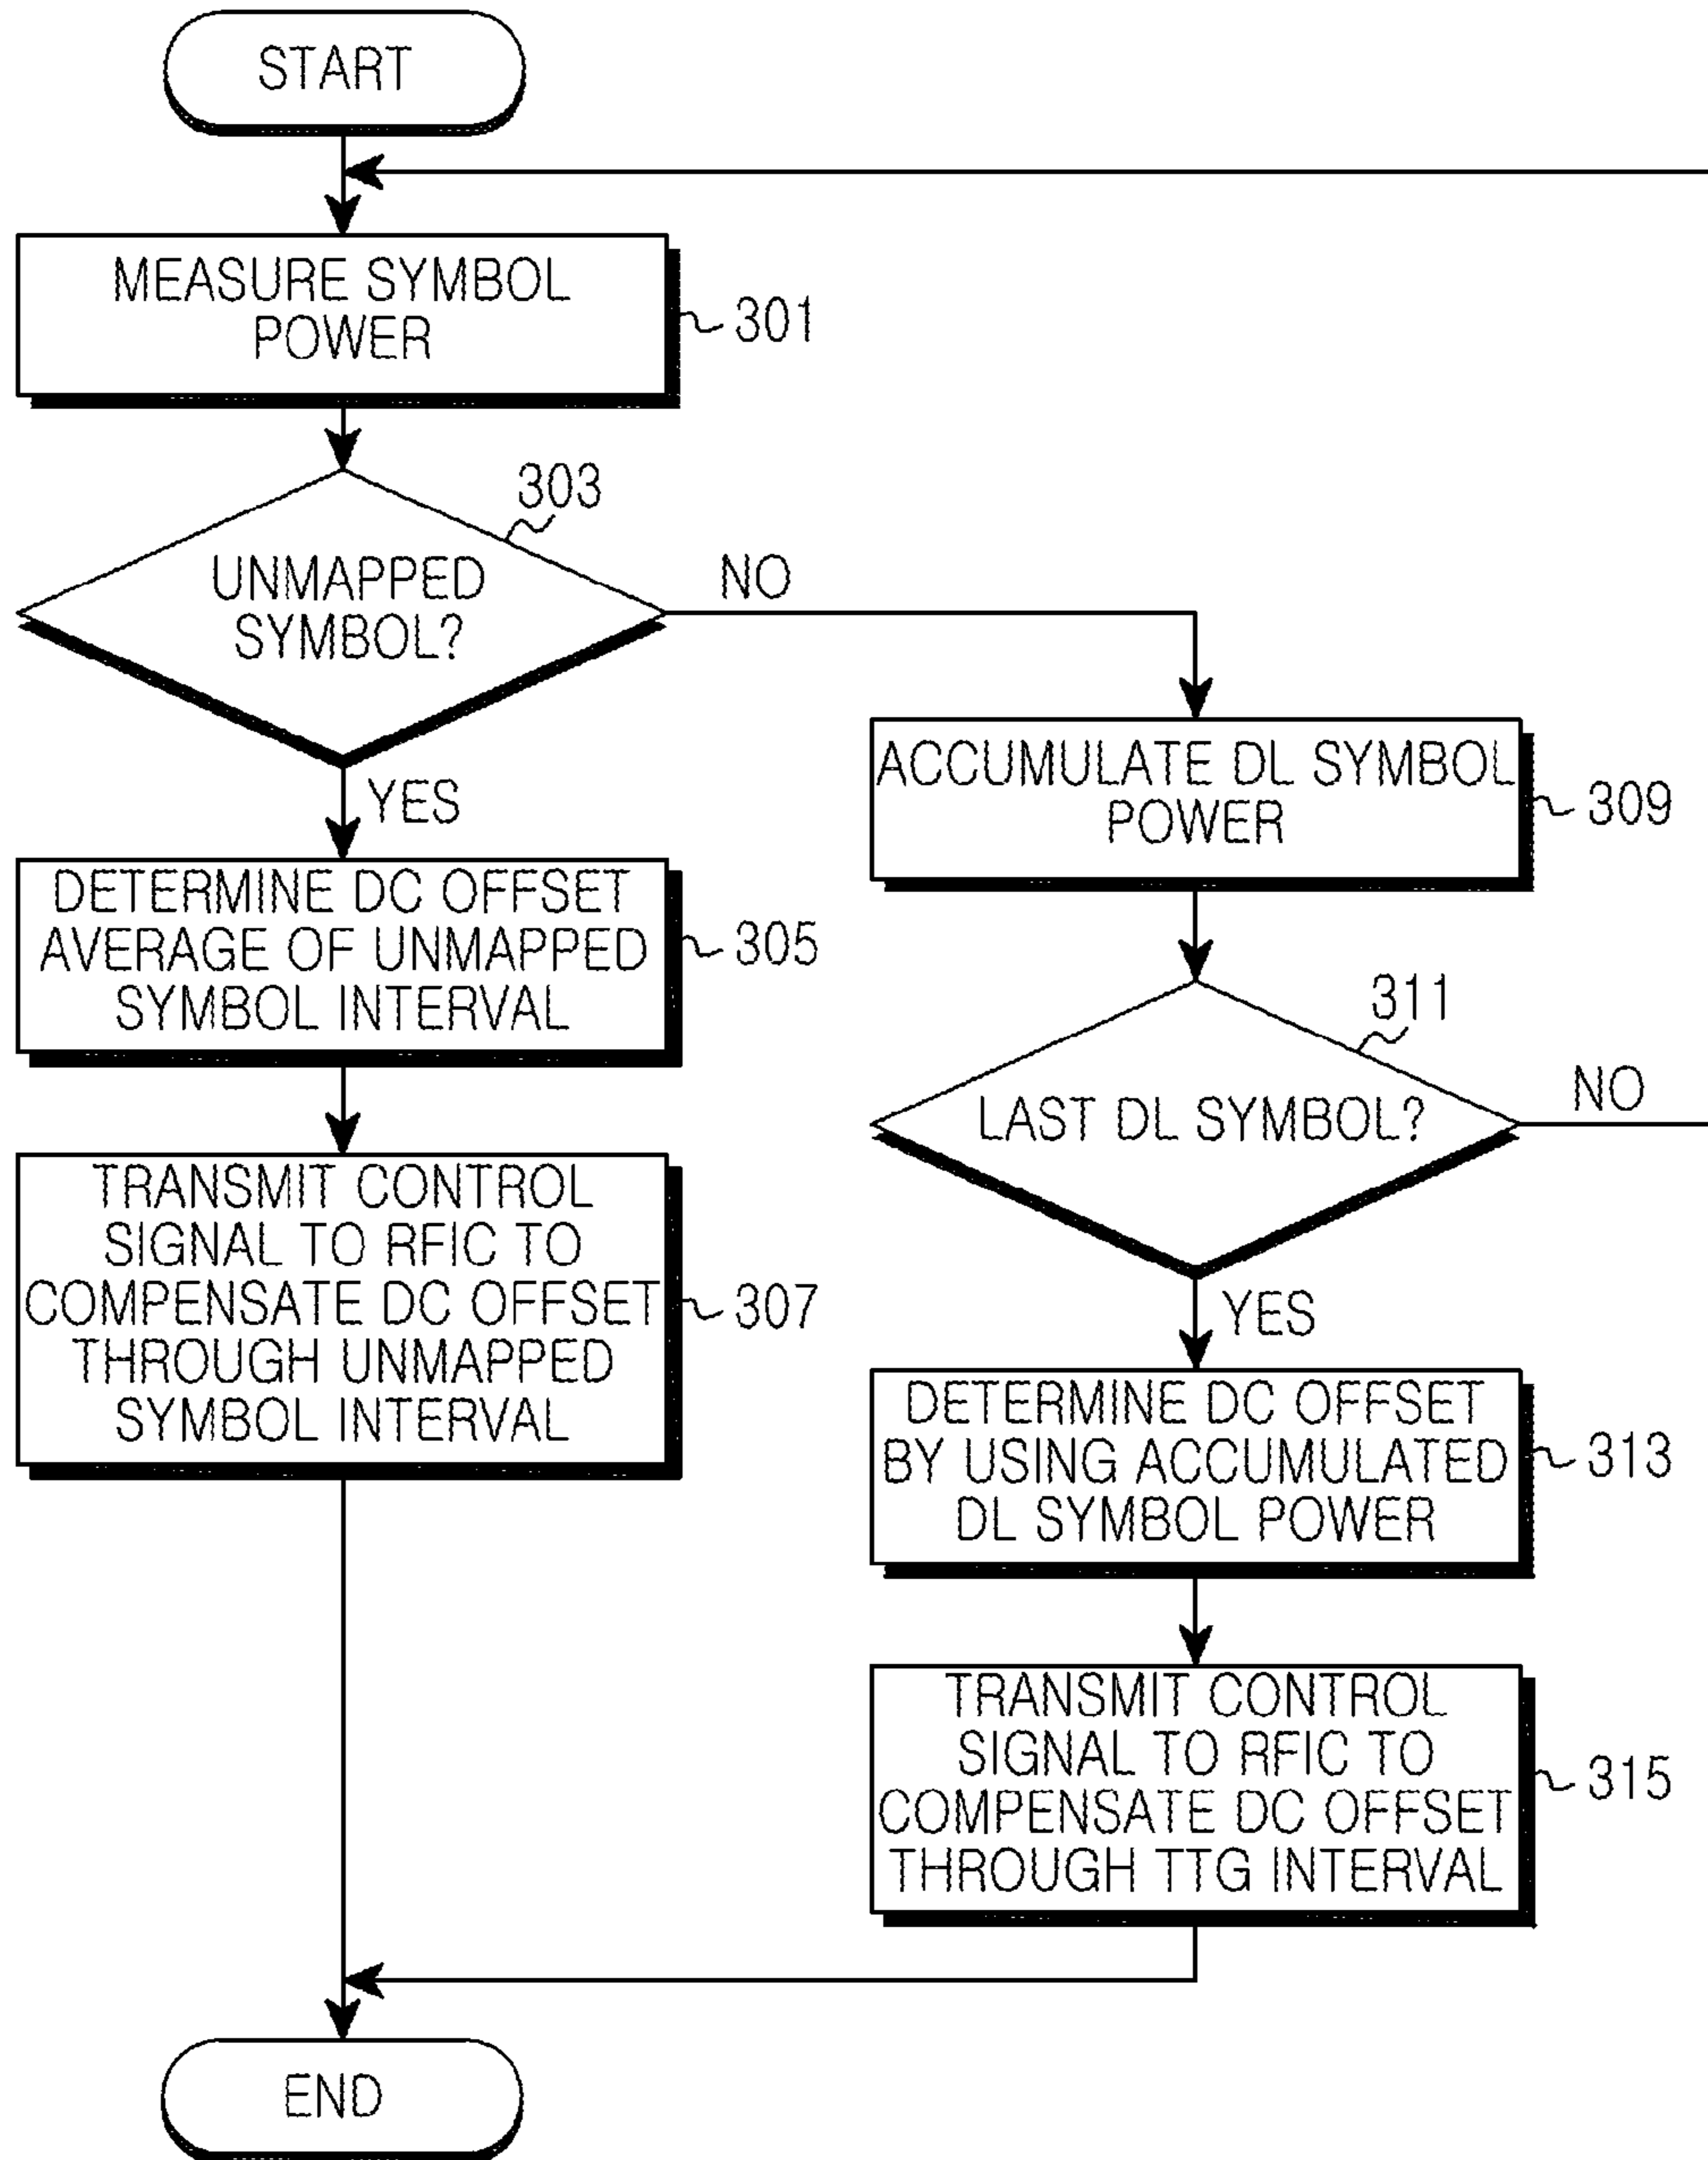 START
MEASURE SYMBOL
POWER
301
303
UNMAPPED
SYMBOL?
NO
YES
DETERMINE DC OFFSET
AVERAGE OF UNMAPPED
SYMBOL INTERVAL
305
TRANSMIT CONTROL
SIGNAL TO RFIC TO
COMPENSATE DC OFFSET
THROUGH UNMAPPED
SYMBOL INTERVAL
307
ACCUMULATE DL SYMBOL
POWER
309
311
LAST DL SYMBOL?
NO
YES
DETERMINE DC OFFSET
BY USING ACCUMULATED
DL SYMBOL POWER
313
TRANSMIT CONTROL
SIGNAL TO RFIC TO
COMPENSATE DC OFFSET
THROUGH TTG INTERVAL
315
END